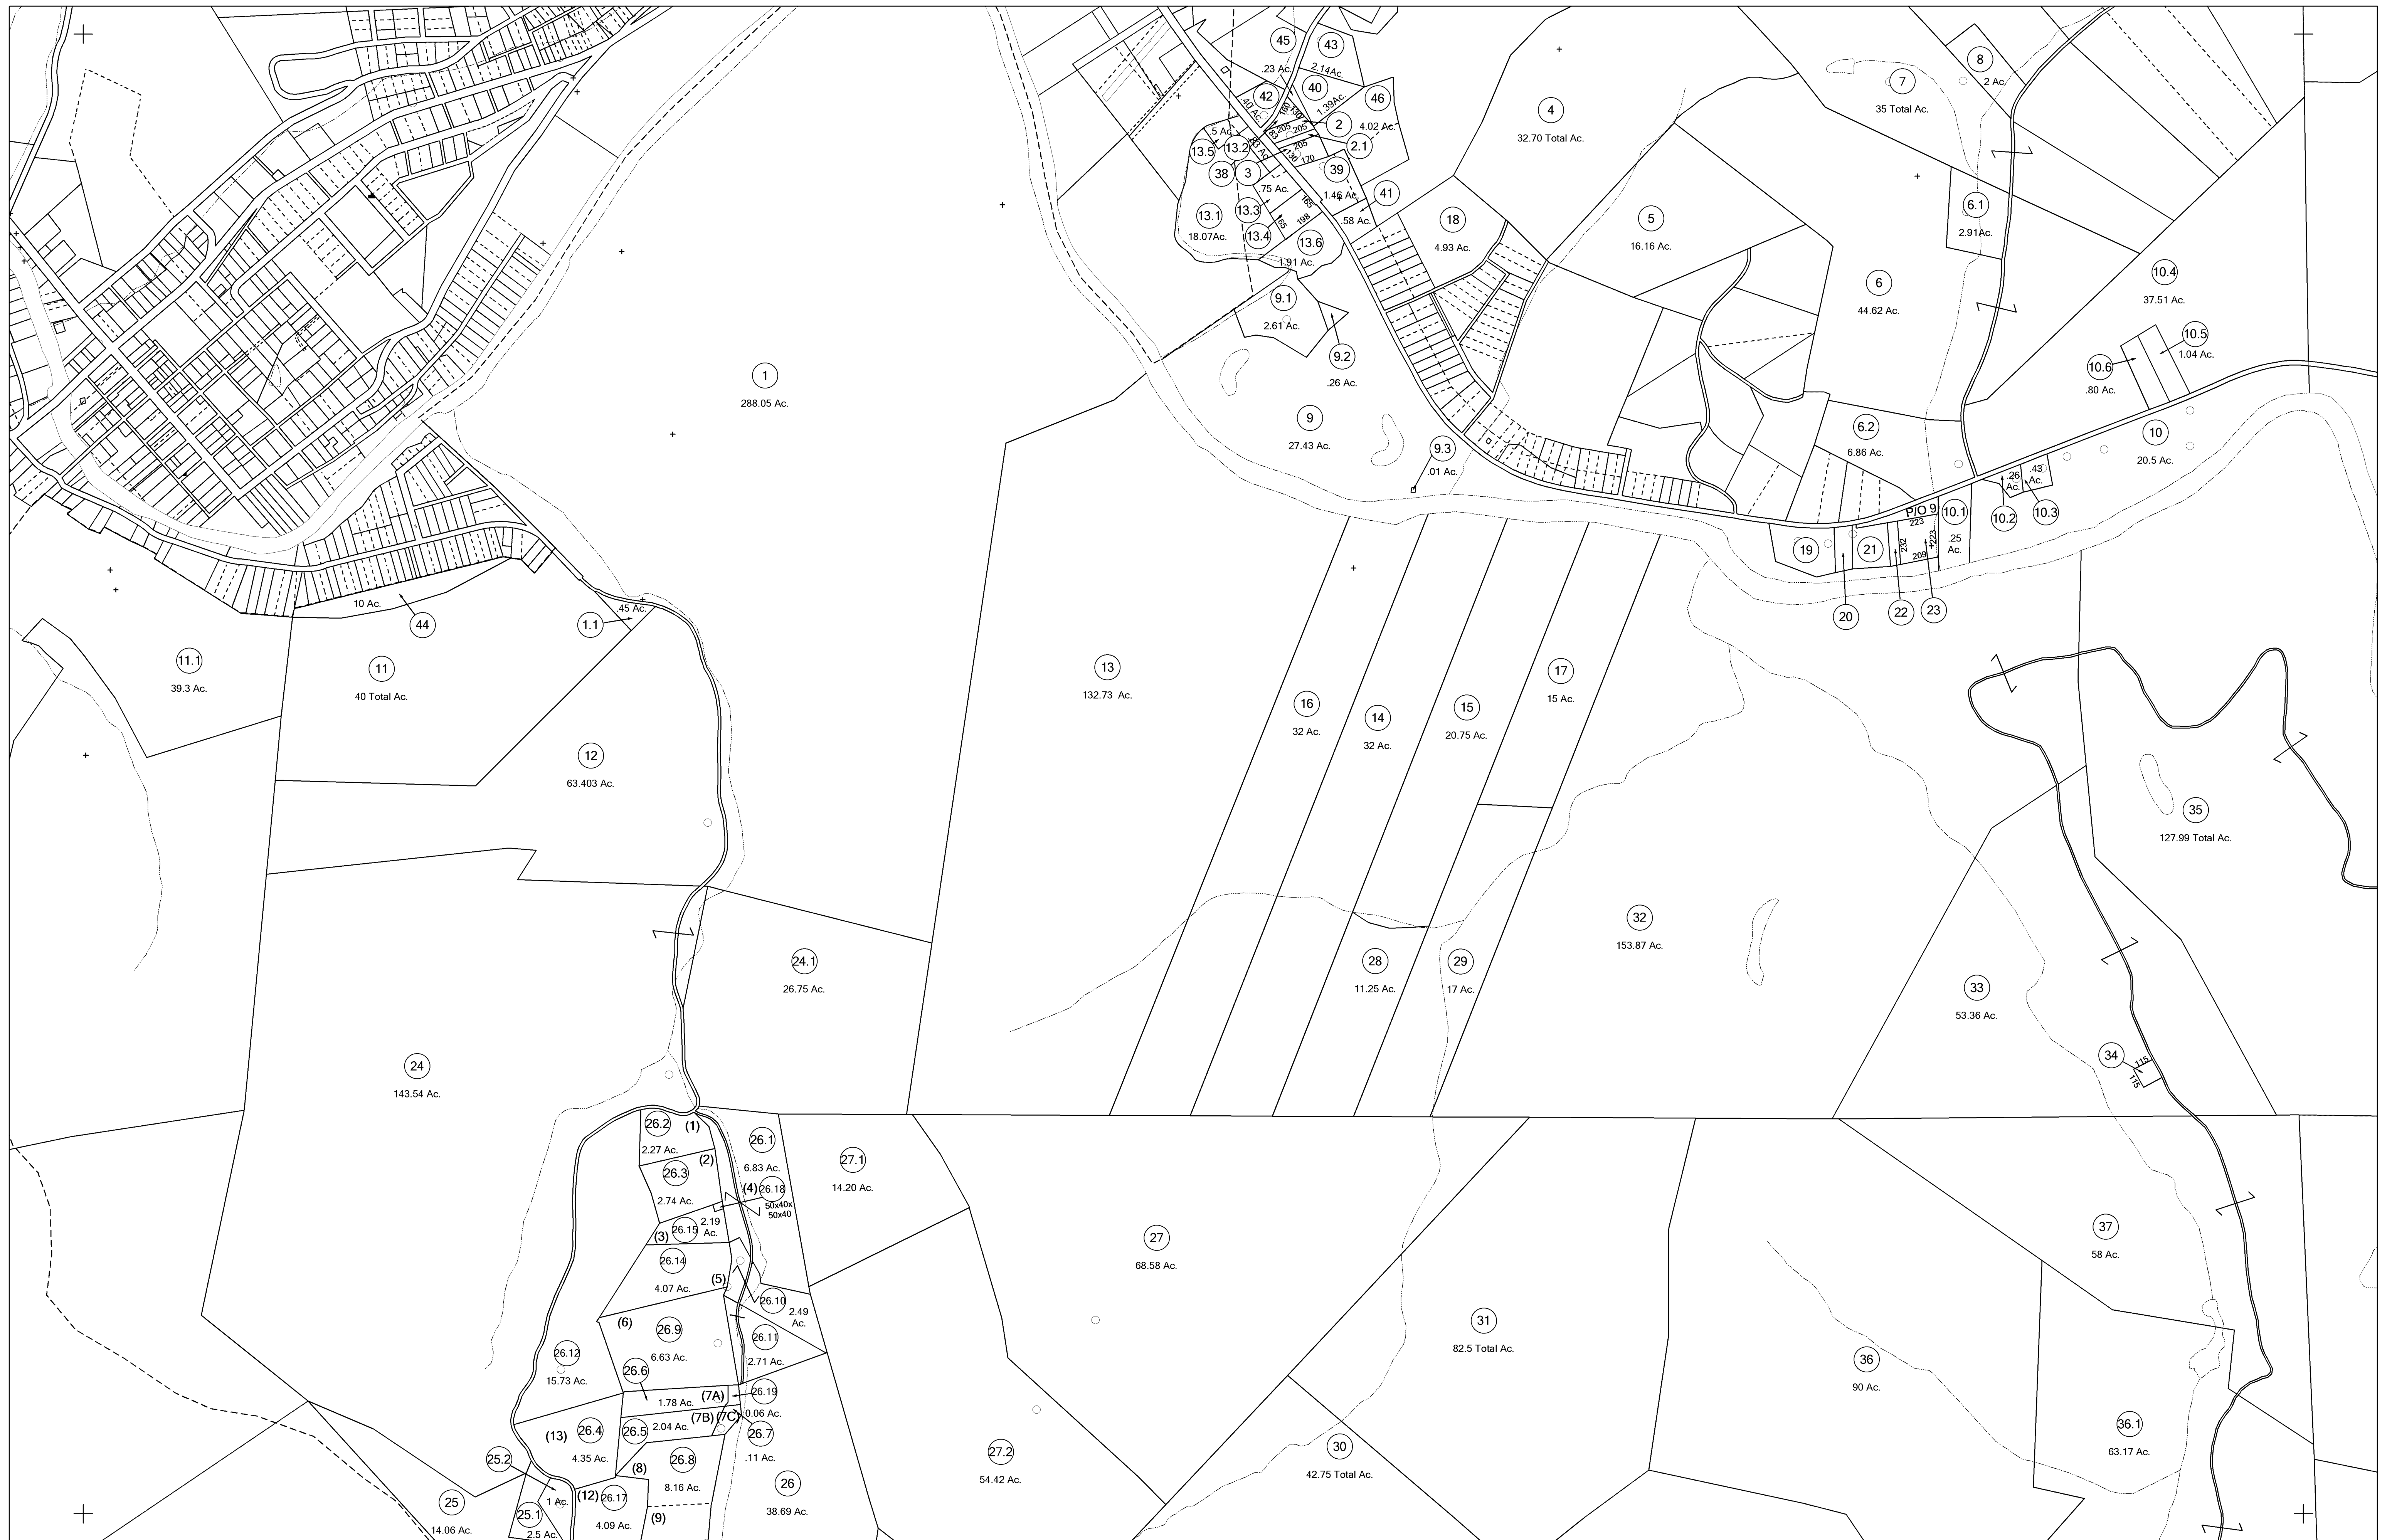 45
43
.23 Ac.
2.14Ac.
42
40
46
.40 Ac.
160
130
1.39Ac.
4.02 Ac.
2
205
205
83
2.1
205
130
170
.5 Ac.
13.5
13.2
38
3
39
.75 Ac.
1.46 Ac.
41
13.3
165
.58 Ac.
13.1
18.07Ac.
198
165
13.4
13.6
1.91 Ac.
4
32.70 Total Ac.
7
35 Total Ac.
8
2 Ac.
18
4.93 Ac.
5
16.16 Ac.
6.1
2.91Ac.
6
44.62 Ac.
10.4
37.51 Ac.
9.1
2.61 Ac.
9.2
.26 Ac.
10.5
1.04 Ac.
10.6
.80 Ac.
1
288.05 Ac.
9
27.43 Ac.
9.3
.01 Ac.
6.2
6.86 Ac.
10
20.5 Ac.
.26
Ac.
.43
Ac.
10.2
10.3
P/O 9
223
10.1
.25
Ac.
19
21
232
223
209
20
22
23
10 Ac.
44
.45 Ac.
1.1
11.1
39.3 Ac.
11
40 Total Ac.
12
63.403 Ac.
13
132.73 Ac.
16
32 Ac.
14
32 Ac.
15
20.75 Ac.
17
15 Ac.
35
127.99 Total Ac.
32
153.87 Ac.
24.1
26.75 Ac.
28
11.25 Ac.
29
17 Ac.
33
53.36 Ac.
34
115
115
24
143.54 Ac.
26.2
(1)
2.27 Ac.
26.1
6.83 Ac.
(2)
26.3
2.74 Ac.
(4)
26.18
50x40x
50x40
27.1
14.20 Ac.
26.15
2.19
Ac.
(3)
26.14
4.07 Ac.
(5)
26.10
2.49
Ac.
(6)
26.9
6.63 Ac.
26.11
2.71 Ac.
26.12
15.73 Ac.
26.6
1.78 Ac.
(7A)
26.19
0.06 Ac.
(7B)
(7C)
26.5
2.04 Ac.
26.7
.11 Ac.
(13)
26.4
4.35 Ac.
25.2
26.8
8.16 Ac.
(8)
26
38.69 Ac.
25
14.06 Ac.
1 Ac.
25.1
2.5 Ac.
(12)
26.17
4.09 Ac.
(9)
27
68.58 Ac.
27.2
54.42 Ac.
31
82.5 Total Ac.
30
42.75 Total Ac.
37
58 Ac.
36
90 Ac.
36.1
63.17 Ac.